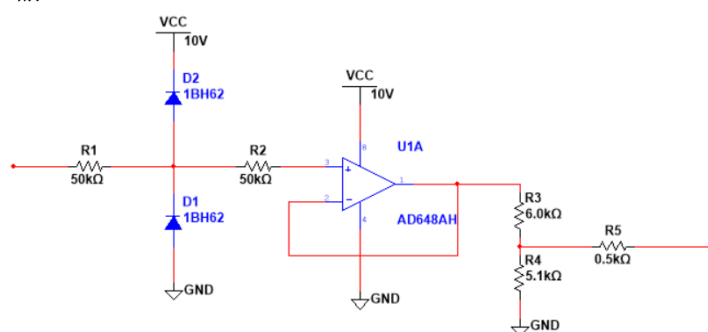 VCC
10V
D2
1BH62
VCC
10V
R1
50kΩ
R2
50kΩ
U1A
8
3
+
1
2
−
4
AD648AH
D1
1BH62
R3
6.0kΩ
R5
0.5kΩ
R4
5.1kΩ
GND
GND
GND